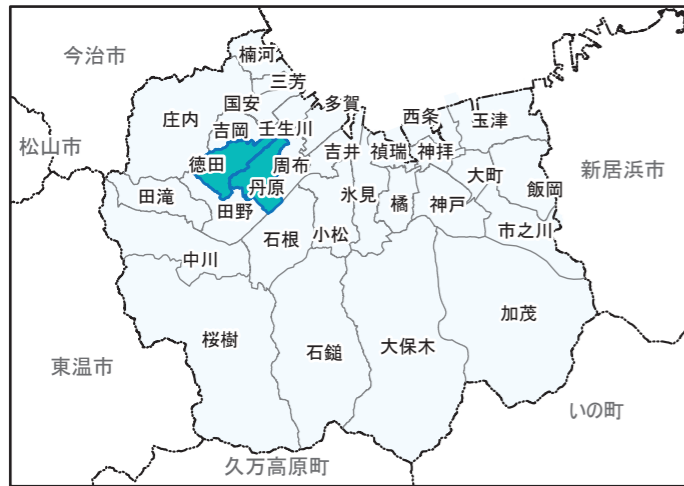 今治市
楠河
三芳
国安
多賀
庄内
西条
玉津
吉岡
壬生川
松山市
吉井
禎瑞
神拝
新居浜市
徳田
周布
大町
田滝
丹原
氷見
橘
神戸
飯岡
田野
市之川
石根
小松
中川
加茂
桜樹
石鎚
大保木
東温市
いの町
久万高原町